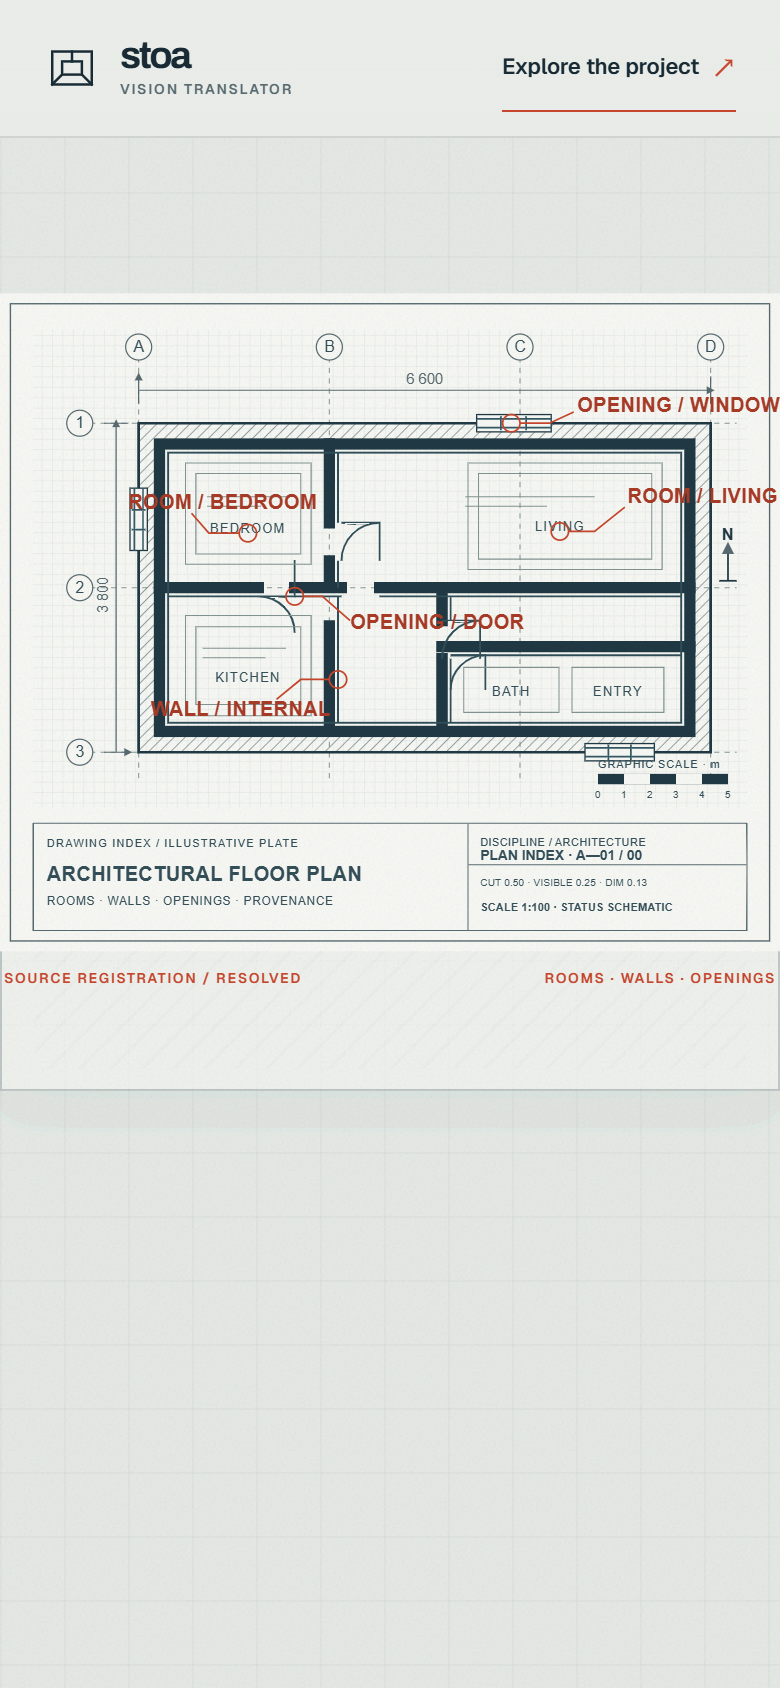 stoa
VISION TRANSLATOR
Explore the project ↗
A
B
C
D
6 600
OPENING / WINDOW
1
ROOM / BEDROOM
ROOM / LIVING
BEDROOM
LIVING
N
2
3 800
OPENING / DOOR
KITCHEN
BATH
ENTRY
WALL / INTERNAL
3
GRAPHIC SCALE · m
0 1 2 3 4 5
DRAWING INDEX / ILLUSTRATIVE PLATE
ARCHITECTURAL FLOOR PLAN
ROOMS · WALLS · OPENINGS · PROVENANCE
DISCIPLINE / ARCHITECTURE
PLAN INDEX · A—01 / 00
CUT 0.50 · VISIBLE 0.25 · DIM 0.13
SCALE 1:100 · STATUS SCHEMATIC
SOURCE REGISTRATION / RESOLVED
ROOMS · WALLS · OPENINGS